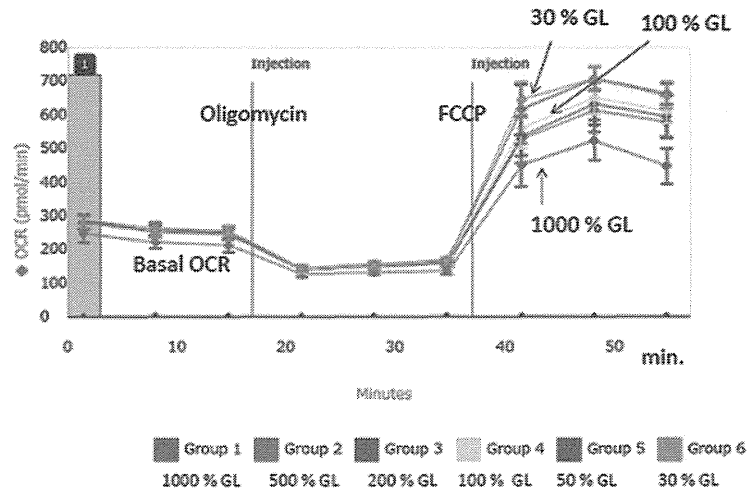 30 % GL
100 % GL
800
700
600
500
400
300
200
100
0
1
Injection
Injection
Oligomycin
FCCP
OCR (pmol/min)
Basal OCR
1000 % GL
0 10 20 30 40 50 min.
Minutes
Group 1 Group 2 Group 3 Group 4 Group 5 Group 6
1000 % GL 500 % GL 200 % GL 100 % GL 50 % GL 30 % GL